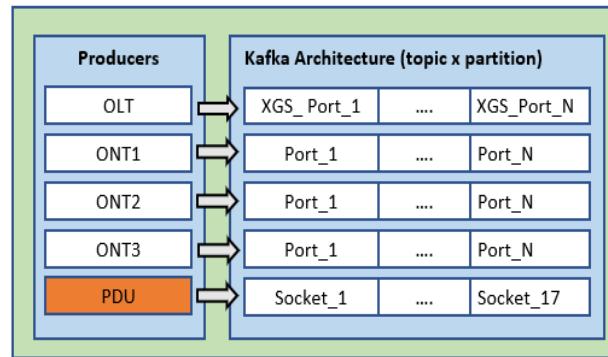 Producers Kafka Architecture (topic x partition)
OLT XGS_ Port_1 .... XGS_Port_N
ONT1 Port_1 .... Port_N
ONT2 Port_1 .... Port_N
ONT3 Port_1 .... Port_N
PDU Socket_1 .... Socket_17